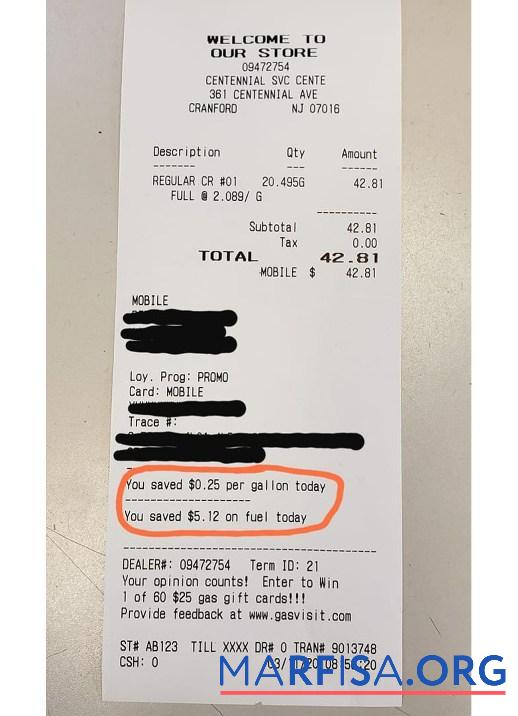 WELCOME TO
OUR STORE
09472754
CENTENNIAL SVC CENTE
361 CENTENNIAL AVE
CRANFORD NJ 07016
Description Qty Amount
REGULAR CR #01 20.495G 42.81
FULL @ 2.089/ G
Subtotal 42.81
Tax 0.00
TOTAL 42.81
MOBILE $ 42.81
MOBILE
Loy. Prog: PROMO
Card: MOBILE
Trace #:
You saved $0.25 per gallon today
You saved $5.12 on fuel today
DEALER#: 09472754 Term ID: 21
Your opinion counts! Enter to Win
1 of 60 $25 gas gift cards!!!
Provide feedback at www.gasvisit.com
ST# AB123 TILL XXXX DR# 0 TRAN# 9013748
CSH: 0
MARFISA.ORG